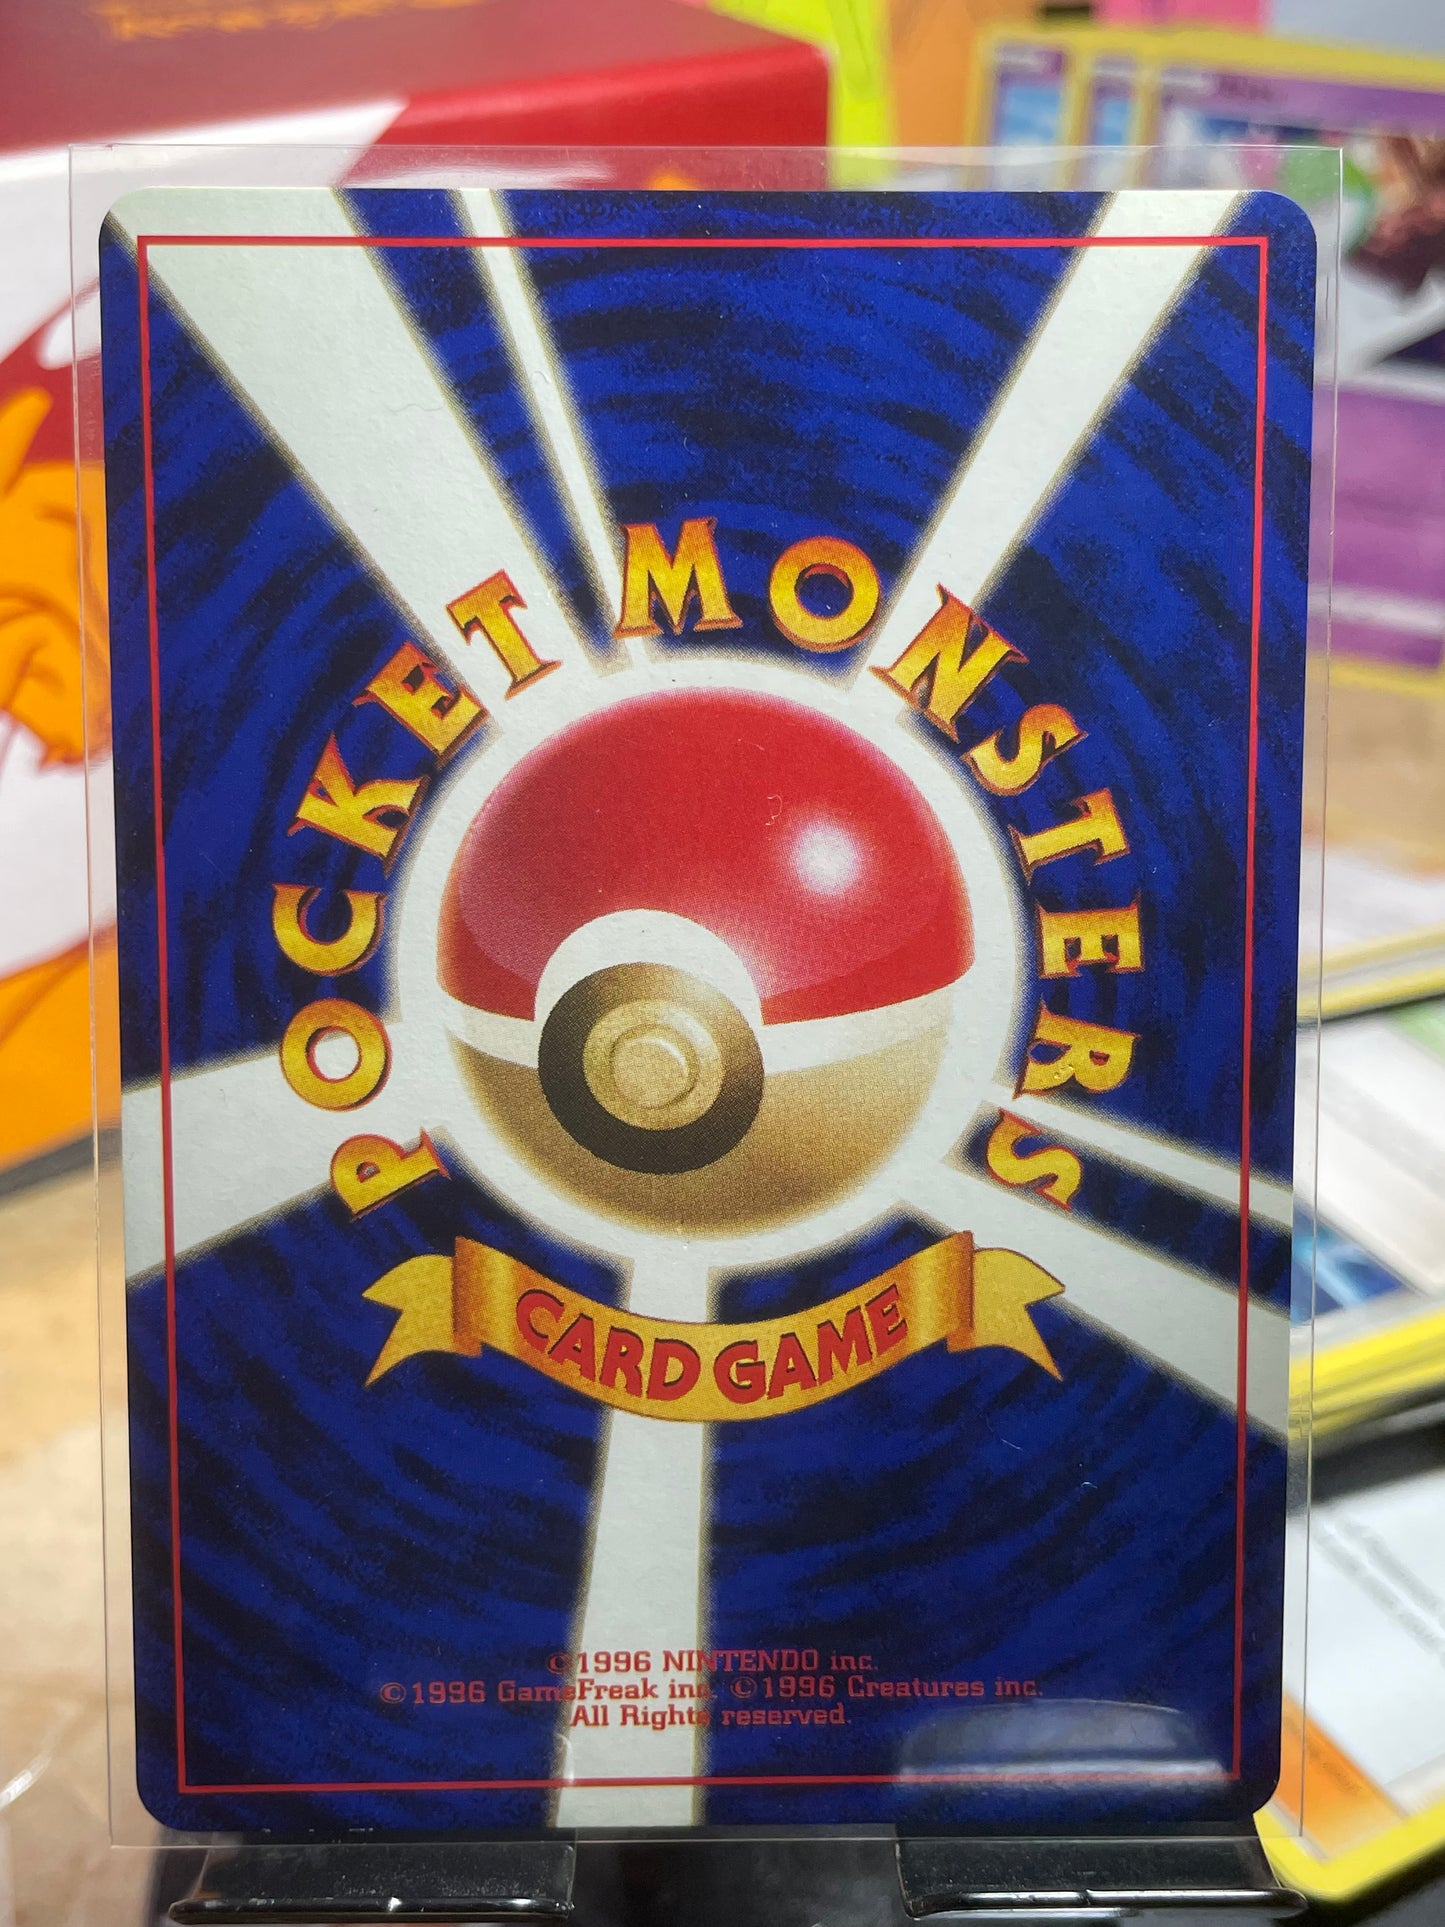 POCKET MONSTERS
CARD GAME
©1996 NINTENDO inc.
©1996 GameFreak inc. ©1996 Creatures inc.
All Rights reserved.